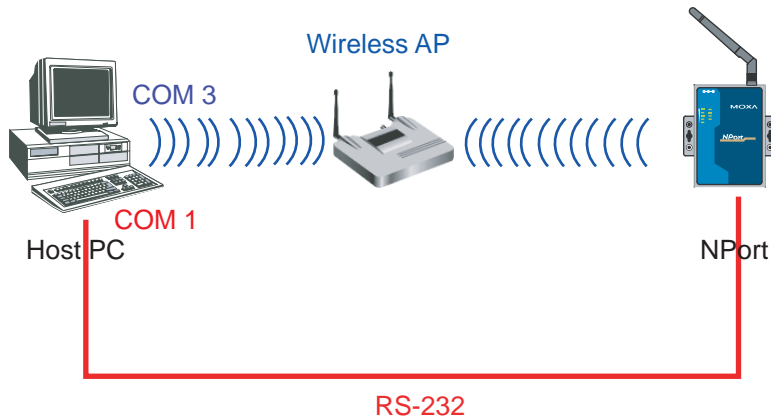 Wireless AP
COM 3
MOXA
NPort
COM 1
Host PC
NPort
RS-232